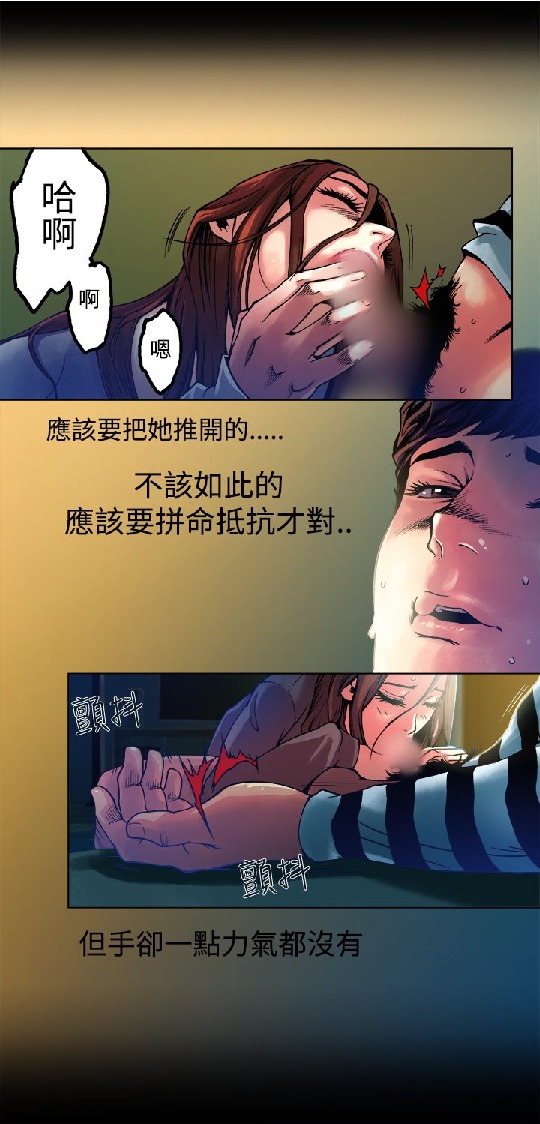 哈啊
啊
嗯
應該要把她推開的.....
不該如此的
應該要拼命抵抗才對..
顫抖
顫抖
但手卻一點力氣都沒有